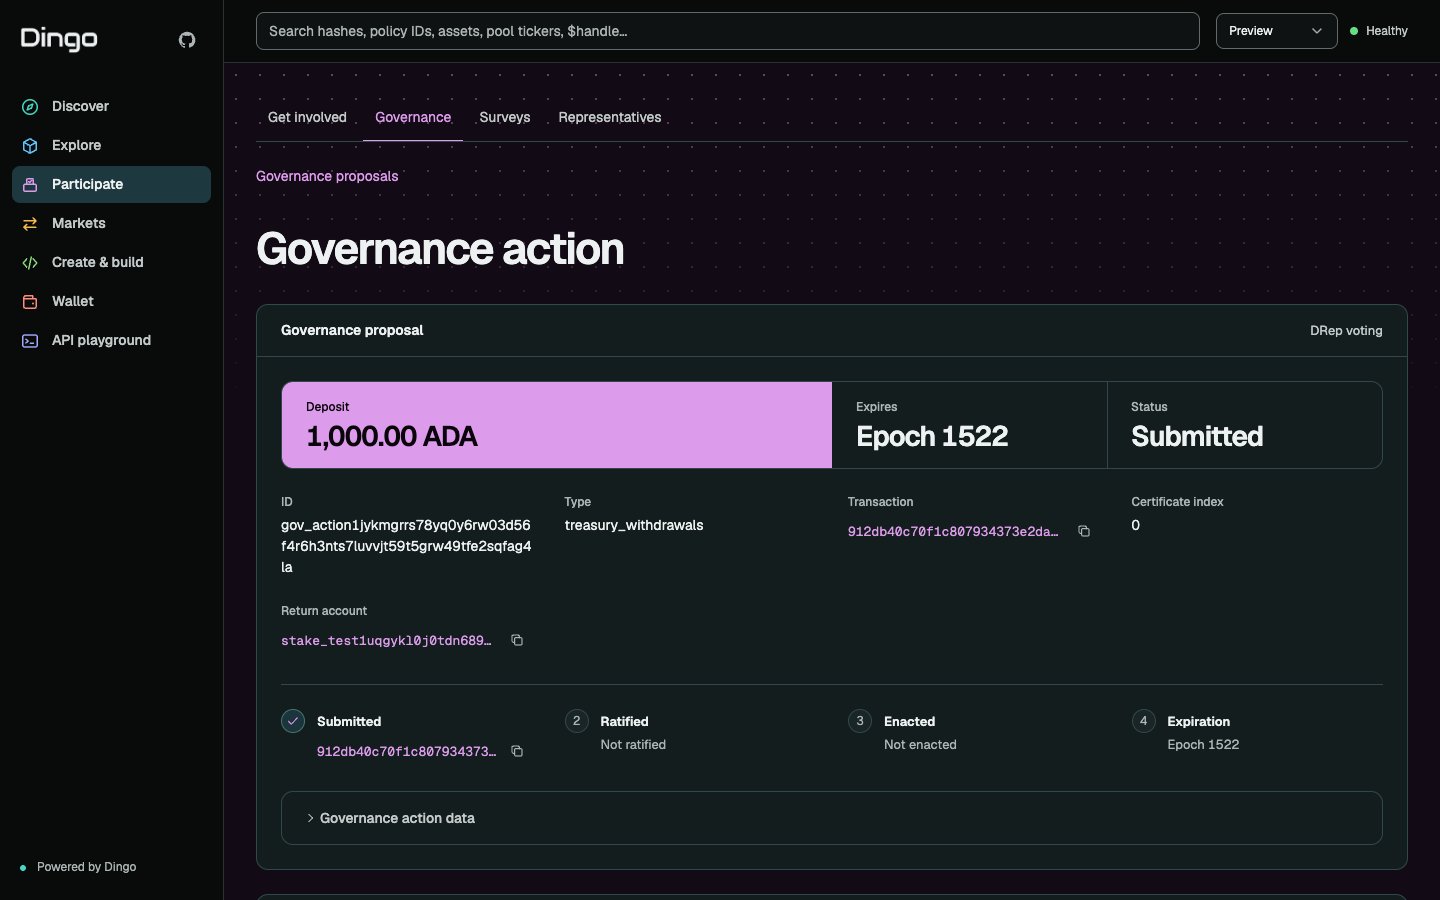 Dingo
Search hashes, policy IDs, assets, pool tickers, $handle…
Preview
Healthy
Discover
Explore
Participate
Markets
Create & build
Wallet
API playground
Powered by Dingo
Get involved
Governance
Surveys
Representatives
Governance proposals
Governance action
Governance proposal
DRep voting
Deposit
1,000.00 ADA
Expires
Epoch 1522
Status
Submitted
ID
gov_action1jykmgrrs78yq0y6rw03d56
f4r6h3nts7luvvjt59t5grw49tfe2sqfag4
la
Type
treasury_withdrawals
Transaction
912db40c70f1c807934373e2da…
Certificate index
0
Return account
stake_test1uqgykl0j0tdn689…
Submitted
912db40c70f1c807934373…
2
Ratified
Not ratified
3
Enacted
Not enacted
4
Expiration
Epoch 1522
Governance action data